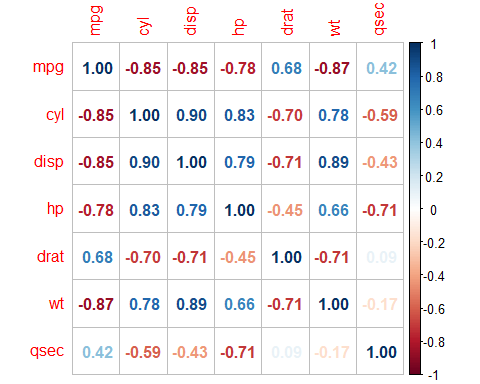 mpg cyl disp hp drat wt qsec
mpg 1.00 -0.85 -0.85 -0.78 0.68 -0.87 0.42
cyl -0.85 1.00 0.90 0.83 -0.70 0.78 -0.59
disp -0.85 0.90 1.00 0.79 -0.71 0.89 -0.43
hp -0.78 0.83 0.79 1.00 -0.45 0.66 -0.71
drat 0.68 -0.70 -0.71 -0.45 1.00 -0.71 0.09
wt -0.87 0.78 0.89 0.66 -0.71 1.00 -0.17
qsec 0.42 -0.59 -0.43 -0.71 0.09 -0.17 1.00
1
0.8
0.6
0.4
0.2
0
-0.2
-0.4
-0.6
-0.8
-1